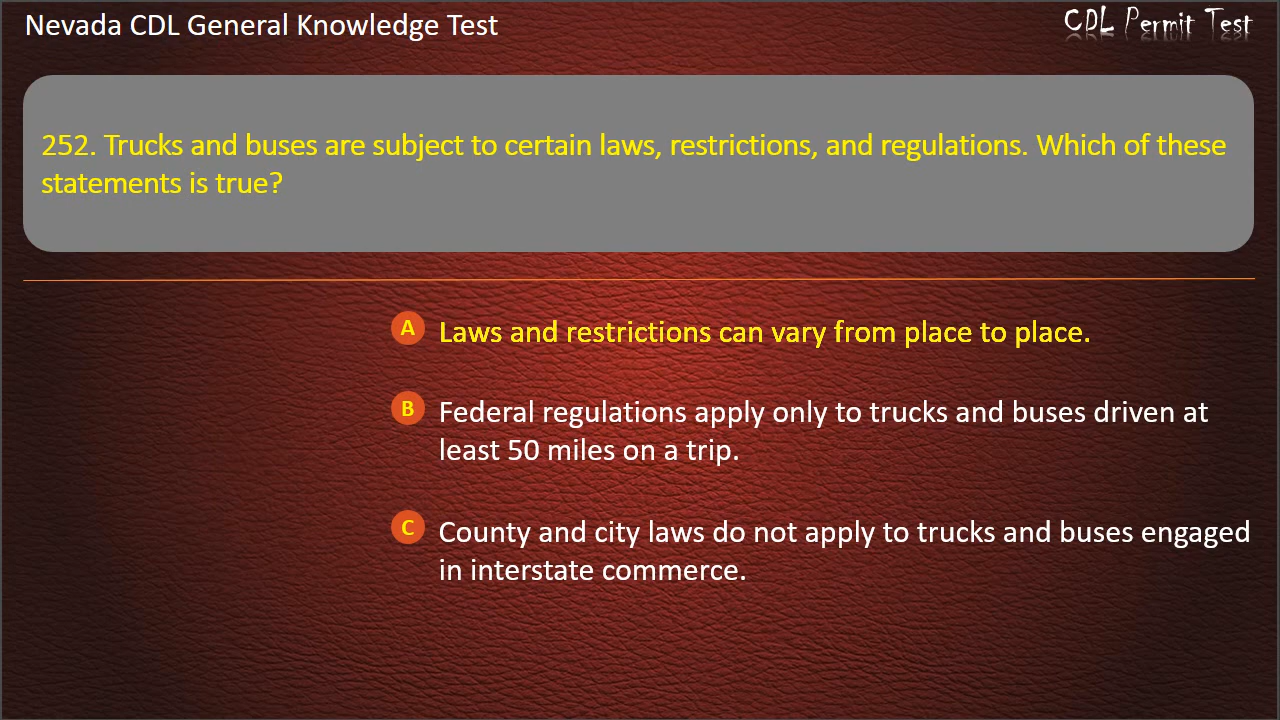 Nevada CDL General Knowledge Test
CDL Permit Test
252. Trucks and buses are subject to certain laws, restrictions, and regulations. Which of these
statements is true?
A Laws and restrictions can vary from place to place.
B Federal regulations apply only to trucks and buses driven at
least 50 miles on a trip.
C County and city laws do not apply to trucks and buses engaged
in interstate commerce.